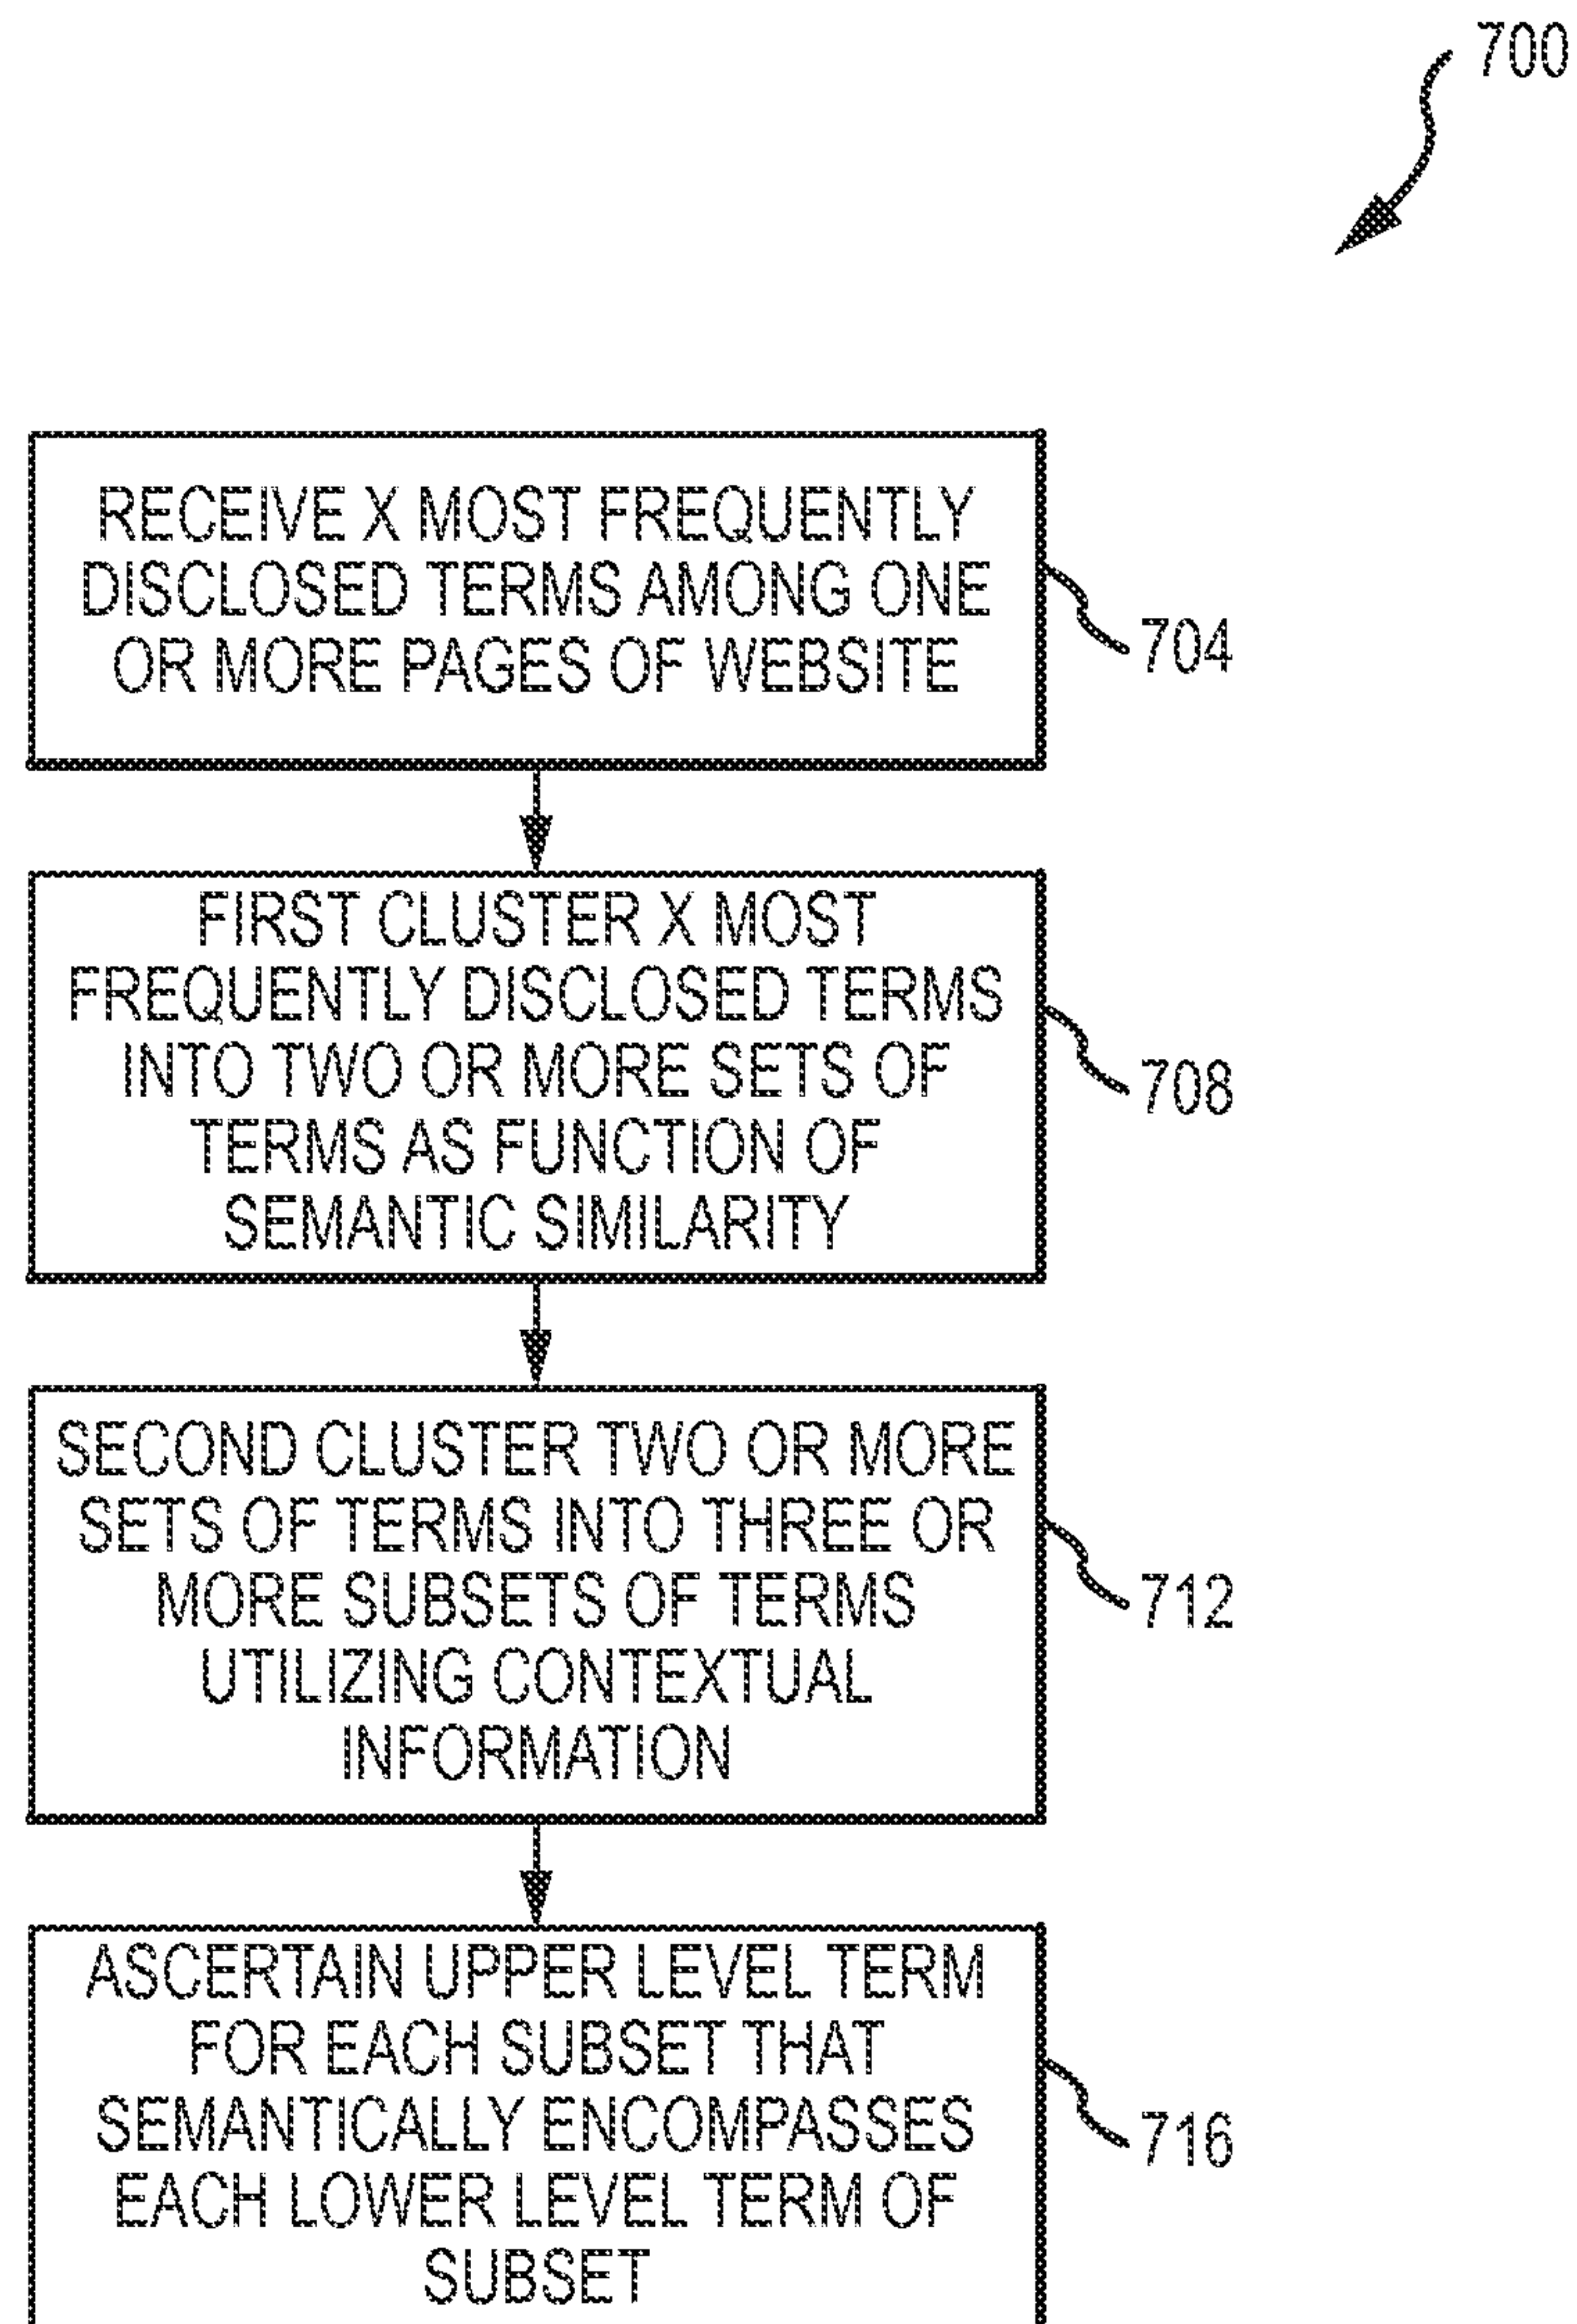 700
RECEIVE X MOST FREQUENTLY
DISCLOSED TERMS AMONG ONE
OR MORE PAGES OF WEBSITE
704
FIRST CLUSTER X MOST
FREQUENTLY DISCLOSED TERMS
INTO TWO OR MORE SETS OF
TERMS AS FUNCTION OF
SEMANTIC SIMILARITY
708
SECOND CLUSTER TWO OR MORE
SETS OF TERMS INTO THREE OR
MORE SUBSETS OF TERMS
UTILIZING CONTEXTUAL
INFORMATION
712
ASCERTAIN UPPER LEVEL TERM
FOR EACH SUBSET THAT
SEMANTICALLY ENCOMPASSES
EACH LOWER LEVEL TERM OF
SUBSET
716